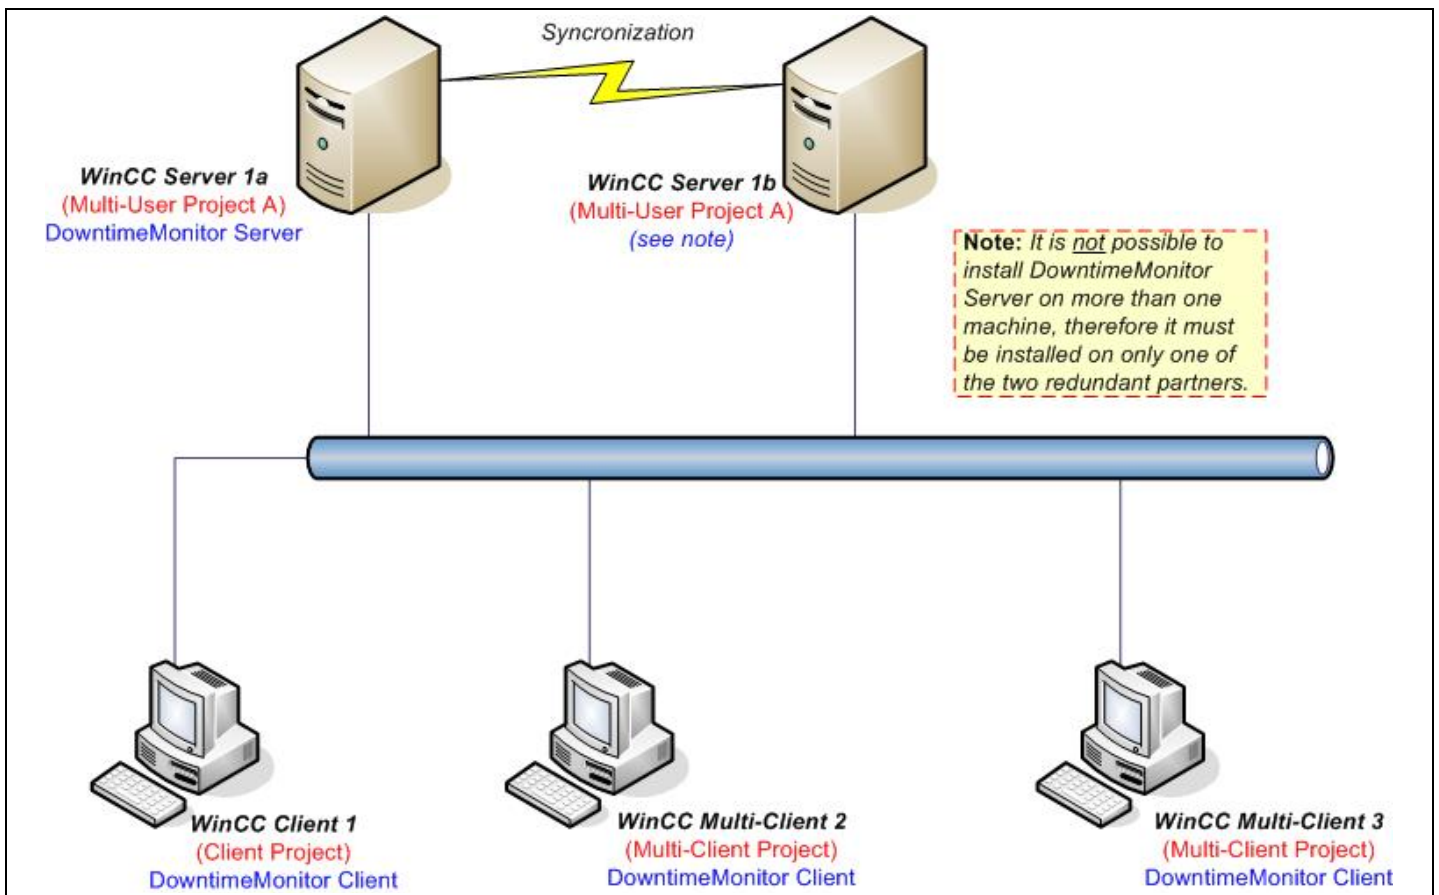 Syncronization
WinCC Server 1a
(Multi-User Project A)
DowntimeMonitor Server
WinCC Server 1b
(Multi-User Project A)
(see note)
Note: It is not possible to
install DowntimeMonitor
Server on more than one
machine, therefore it must
be installed on only one of
the two redundant partners.
WinCC Client 1
(Client Project)
DowntimeMonitor Client
WinCC Multi-Client 2
(Multi-Client Project)
DowntimeMonitor Client
WinCC Multi-Client 3
(Multi-Client Project)
DowntimeMonitor Client